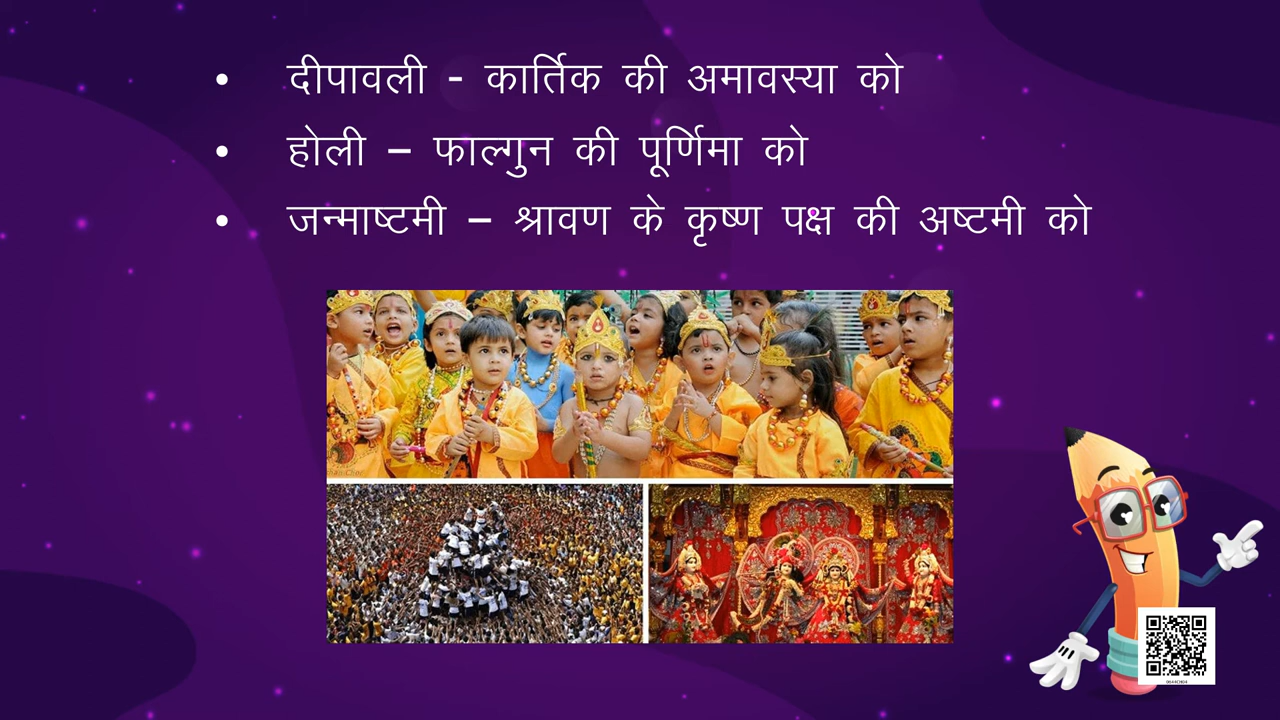 • दीपावली - कार्तिक की अमावस्या को
• होली – फाल्गुन की पूर्णिमा को
• जन्माष्टमी – श्रावण के कृष्ण पक्ष की अष्टमी को